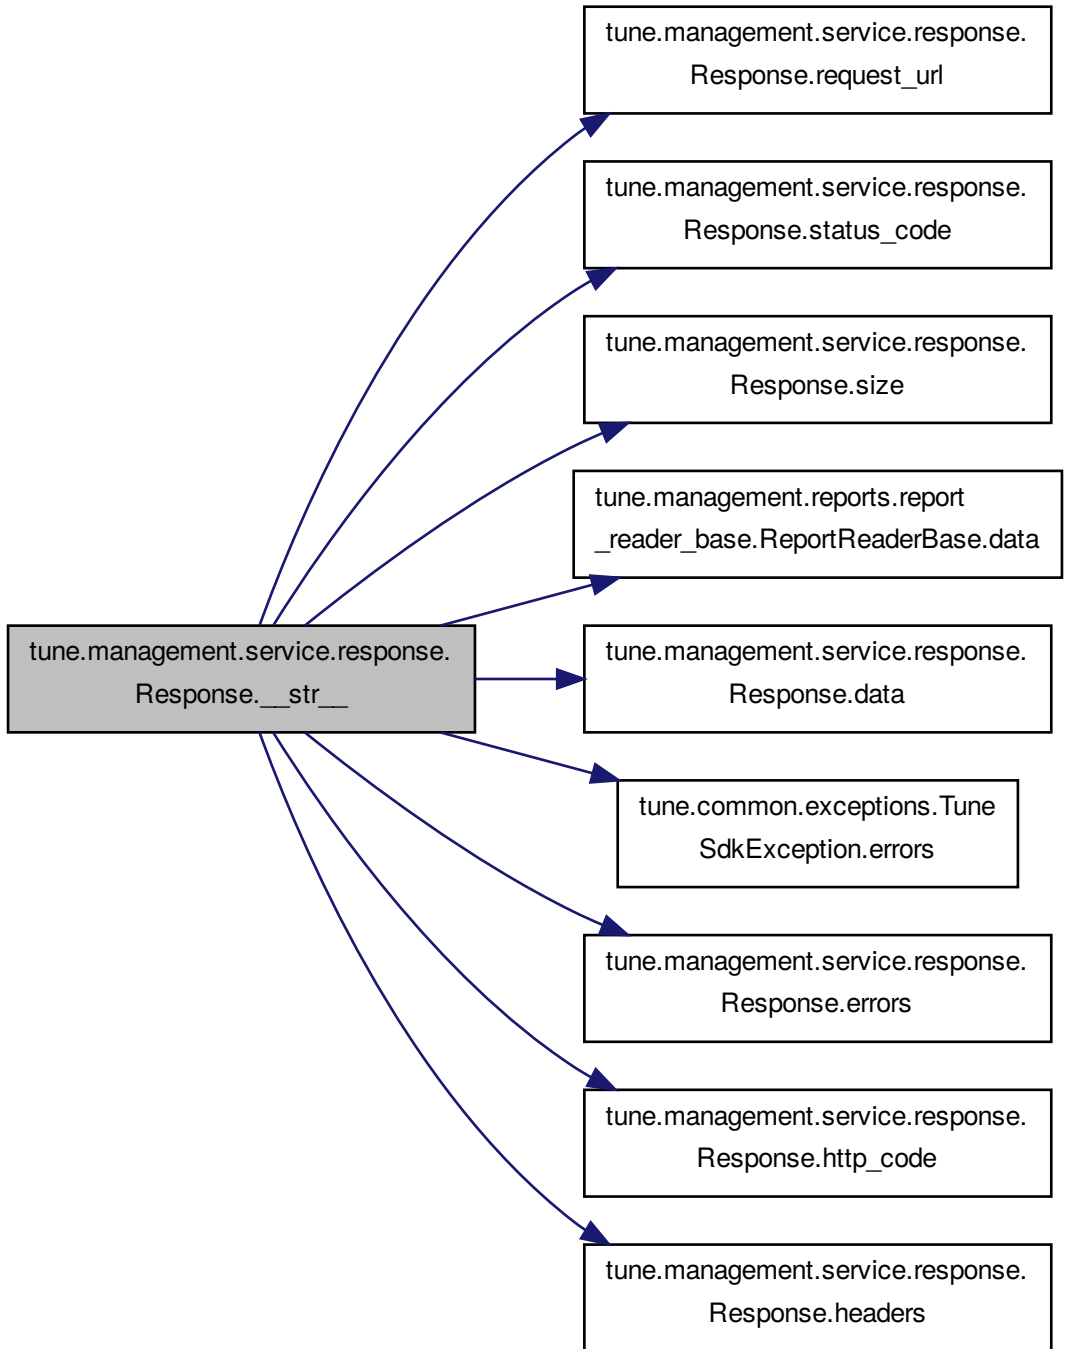 tune.management.service.response.
Response.request_url
tune.management.service.response.
Response.status_code
tune.management.service.response.
Response.size
tune.management.reports.report
_reader_base.ReportReaderBase.data
tune.management.service.response.
Response.__str__
tune.management.service.response.
Response.data
tune.common.exceptions.Tune
SdkException.errors
tune.management.service.response.
Response.errors
tune.management.service.response.
Response.http_code
tune.management.service.response.
Response.headers